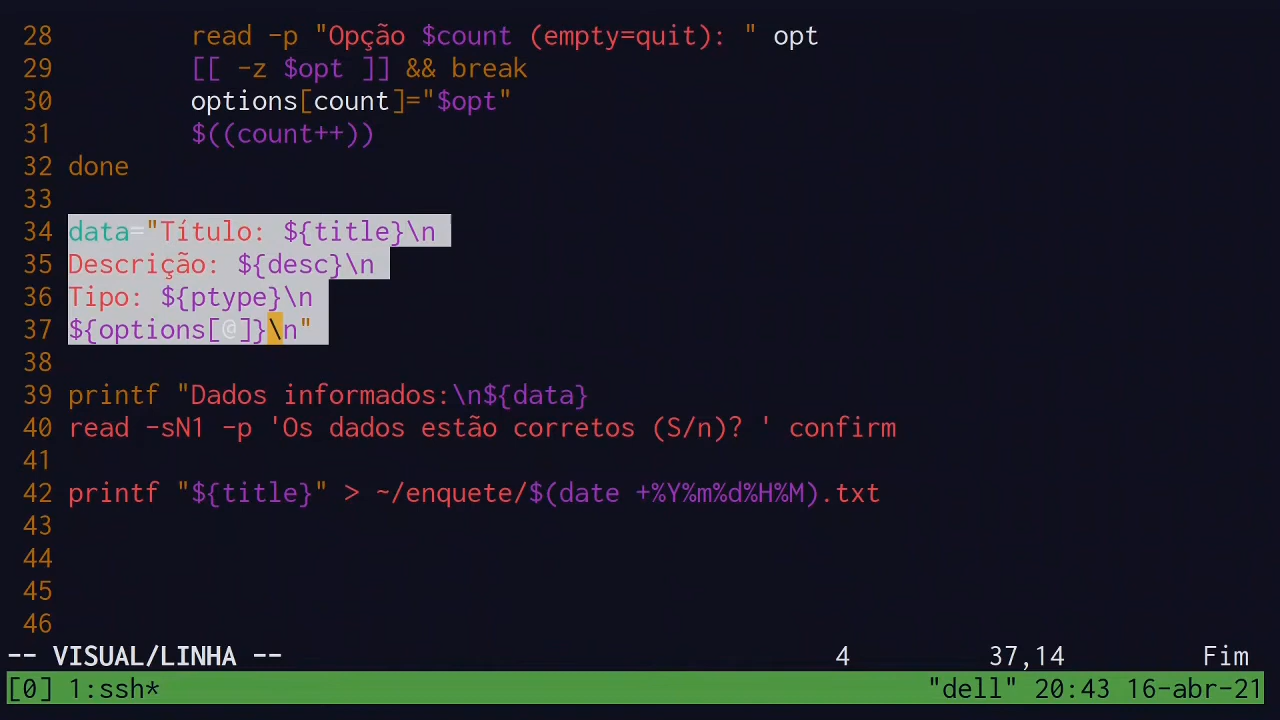 28         read -p "Opção $count (empty=quit): " opt
29         [[ -z $opt ]] && break
30         options[count]="$opt"
31         $((count++))
32 done
33
34 data="Título: ${title}\n
35 Descrição: ${desc}\n
36 Tipo: ${ptype}\n
37 ${options[@]}\n"
38
39 printf "Dados informados:\n${data}
40 read -sN1 -p 'Os dados estão corretos (S/n)? ' confirm
41
42 printf "${title}" > ~/enquete/$(date +%Y%m%d%H%M).txt
43
44
45
46
-- VISUAL/LINHA -- 4 37,14 Fim
[0] 1:ssh* "dell" 20:43 16-abr-21